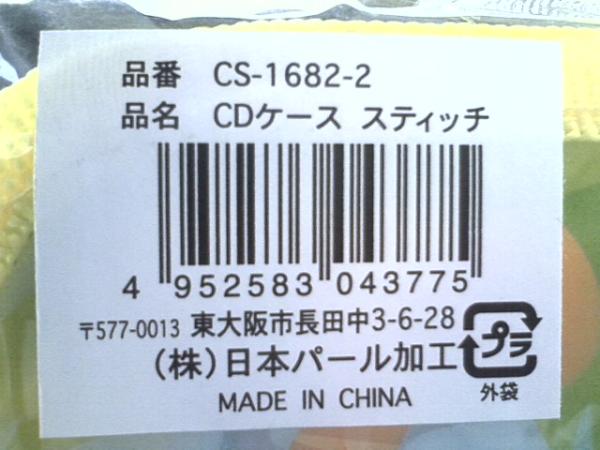 品番 CS-1682-2
品名 CDケース スティッチ
4 952583 043775
〒577-0013 東大阪市長田中3-6-28
(株)日本パール加工
プラ
外袋
MADE IN CHINA